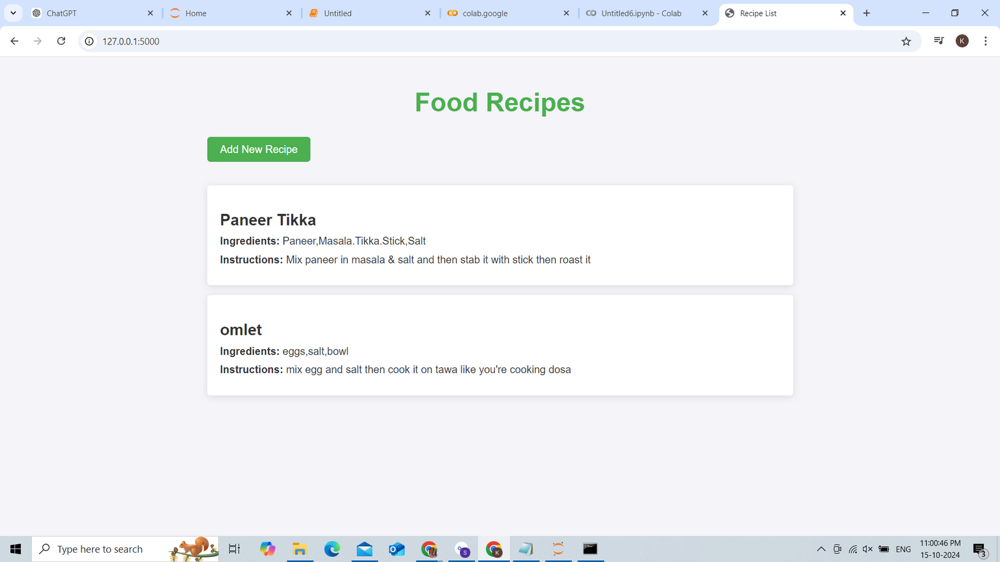 ChatGPT
Home
Untitled
colab.google
Untitled6.ipynb - Colab
Recipe List
127.0.0.1:5000
K
Food Recipes
Add New Recipe
Paneer Tikka
Ingredients: Paneer,Masala.Tikka.Stick,Salt
Instructions: Mix paneer in masala & salt and then stab it with stick then roast it
omlet
Ingredients: eggs,salt,bowl
Instructions: mix egg and salt then cook it on tawa like you're cooking dosa
Type here to search
S
K
ENG
11:00:46 PM
15-10-2024
3